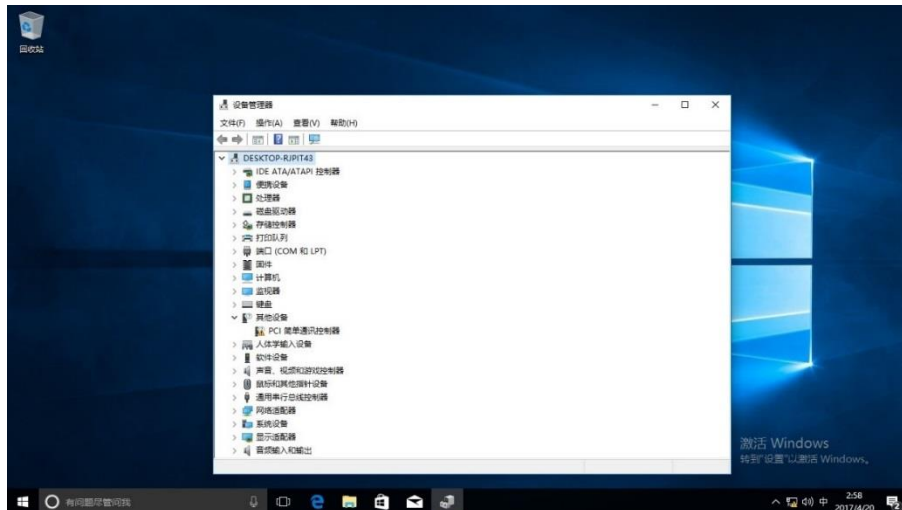 回收站
设备管理器
文件(F) 操作(A) 查看(V) 帮助(H)
DESKTOP-RJPIT43
IDE ATA/ATAPI 控制器
便携设备
处理器
磁盘驱动器
存储控制器
打印队列
端口 (COM 和 LPT)
固件
计算机
监视器
键盘
其他设备
PCI 简单通讯控制器
人体学输入设备
软件设备
声音、视频和游戏控制器
鼠标和其他指针设备
通用串行总线控制器
网络适配器
系统设备
显示适配器
音频输入和输出
激活 Windows
转到"设置"以激活 Windows。
有问题尽管问我
中
2:58
2017/4/20
2